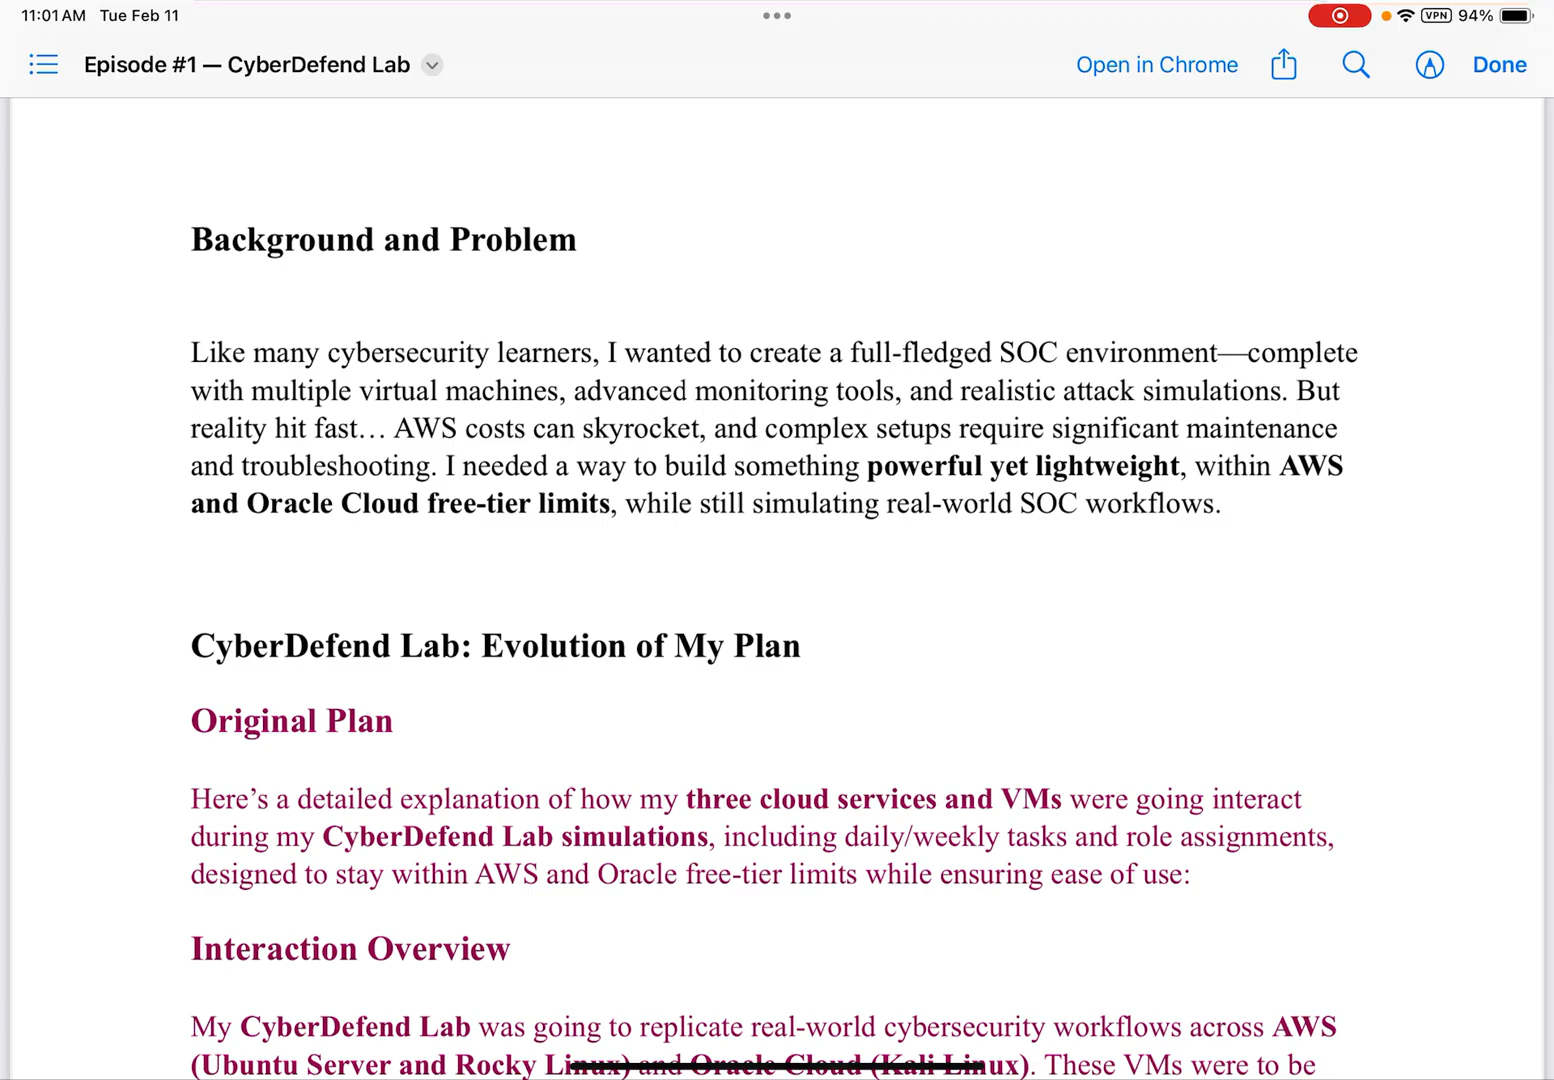 11:01 AM Tue Feb 11
VPN 94%
Episode #1 — CyberDefend Lab
Open in Chrome
Done
Background and Problem
Like many cybersecurity learners, I wanted to create a full-fledged SOC environment—complete
with multiple virtual machines, advanced monitoring tools, and realistic attack simulations. But
reality hit fast… AWS costs can skyrocket, and complex setups require significant maintenance
and troubleshooting. I needed a way to build something powerful yet lightweight, within AWS
and Oracle Cloud free-tier limits, while still simulating real-world SOC workflows.
CyberDefend Lab: Evolution of My Plan
Original Plan
Here’s a detailed explanation of how my three cloud services and VMs were going interact
during my CyberDefend Lab simulations, including daily/weekly tasks and role assignments,
designed to stay within AWS and Oracle free-tier limits while ensuring ease of use:
Interaction Overview
My CyberDefend Lab was going to replicate real-world cybersecurity workflows across AWS
(Ubuntu Server and Rocky Linux) and Oracle Cloud (Kali Linux). These VMs were to be